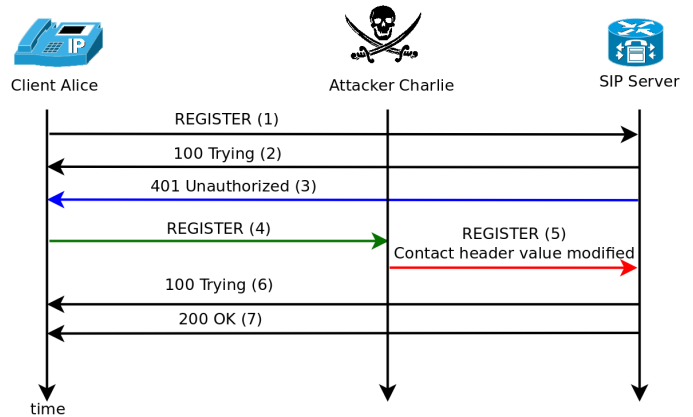 IP
Client Alice
Attacker Charlie
SIP Server
REGISTER (1)
100 Trying (2)
401 Unauthorized (3)
REGISTER (4)
REGISTER (5)
Contact header value modified
100 Trying (6)
200 OK (7)
time